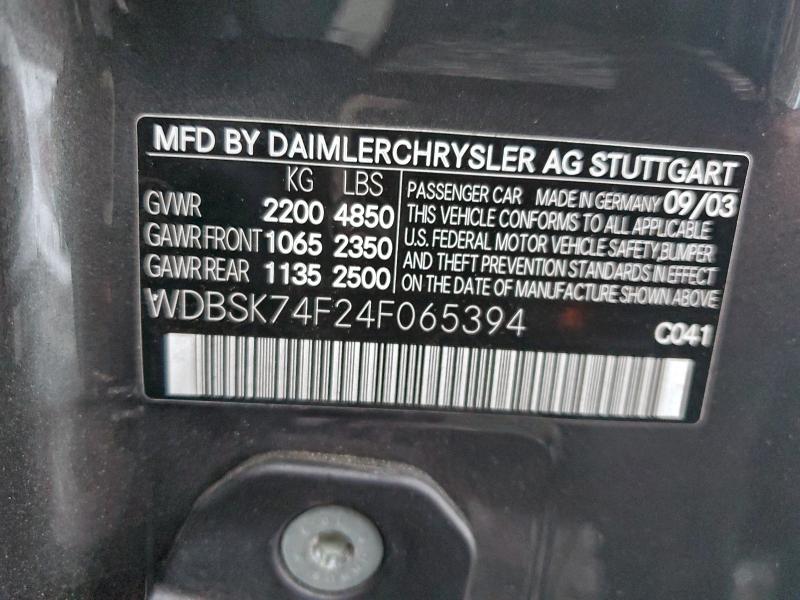 MFD BY DAIMLERCHRYSLER AG STUTTGART
KG LBS
GVWR 2200 4850
GAWR FRONT 1065 2350
GAWR REAR 1135 2500
PASSENGER CAR MADE IN GERMANY 09/03
THIS VEHICLE CONFORMS TO ALL APPLICABLE
U.S. FEDERAL MOTOR VEHICLE SAFETY, BUMPER
AND THEFT PREVENTION STANDARDS IN EFFECT
ON THE DATE OF MANUFACTURE SHOWN ABOVE
WDBSK74F24F065394
C041